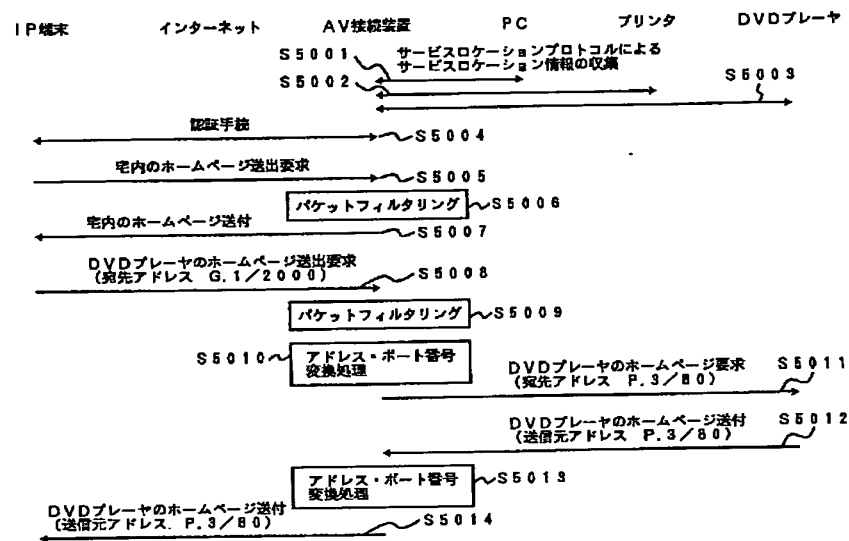 IP端末 インターネット AV接続装置 PC プリンタ DVDプレーヤ
S5001 サービスロケーションプロトコルによる
サービスロケーション情報の収集
S5002
S5003
認証手続
S5004
宅内のホームページ送出要求
S5005
パケットフィルタリング S5006
宅内のホームページ送付
S5007
DVDプレーヤのホームページ送出要求
(宛先アドレス G.1/2000)
S5008
パケットフィルタリング S5009
S5010 アドレス・ポート番号
変換処理
DVDプレーヤのホームページ要求
(宛先アドレス P.3/80)
S5011
DVDプレーヤのホームページ送付
(送信元アドレス P.3/80)
S5012
アドレス・ポート番号
変換処理
S5013
DVDプレーヤのホームページ送付
(送信元アドレス. P.3/80)
S5014